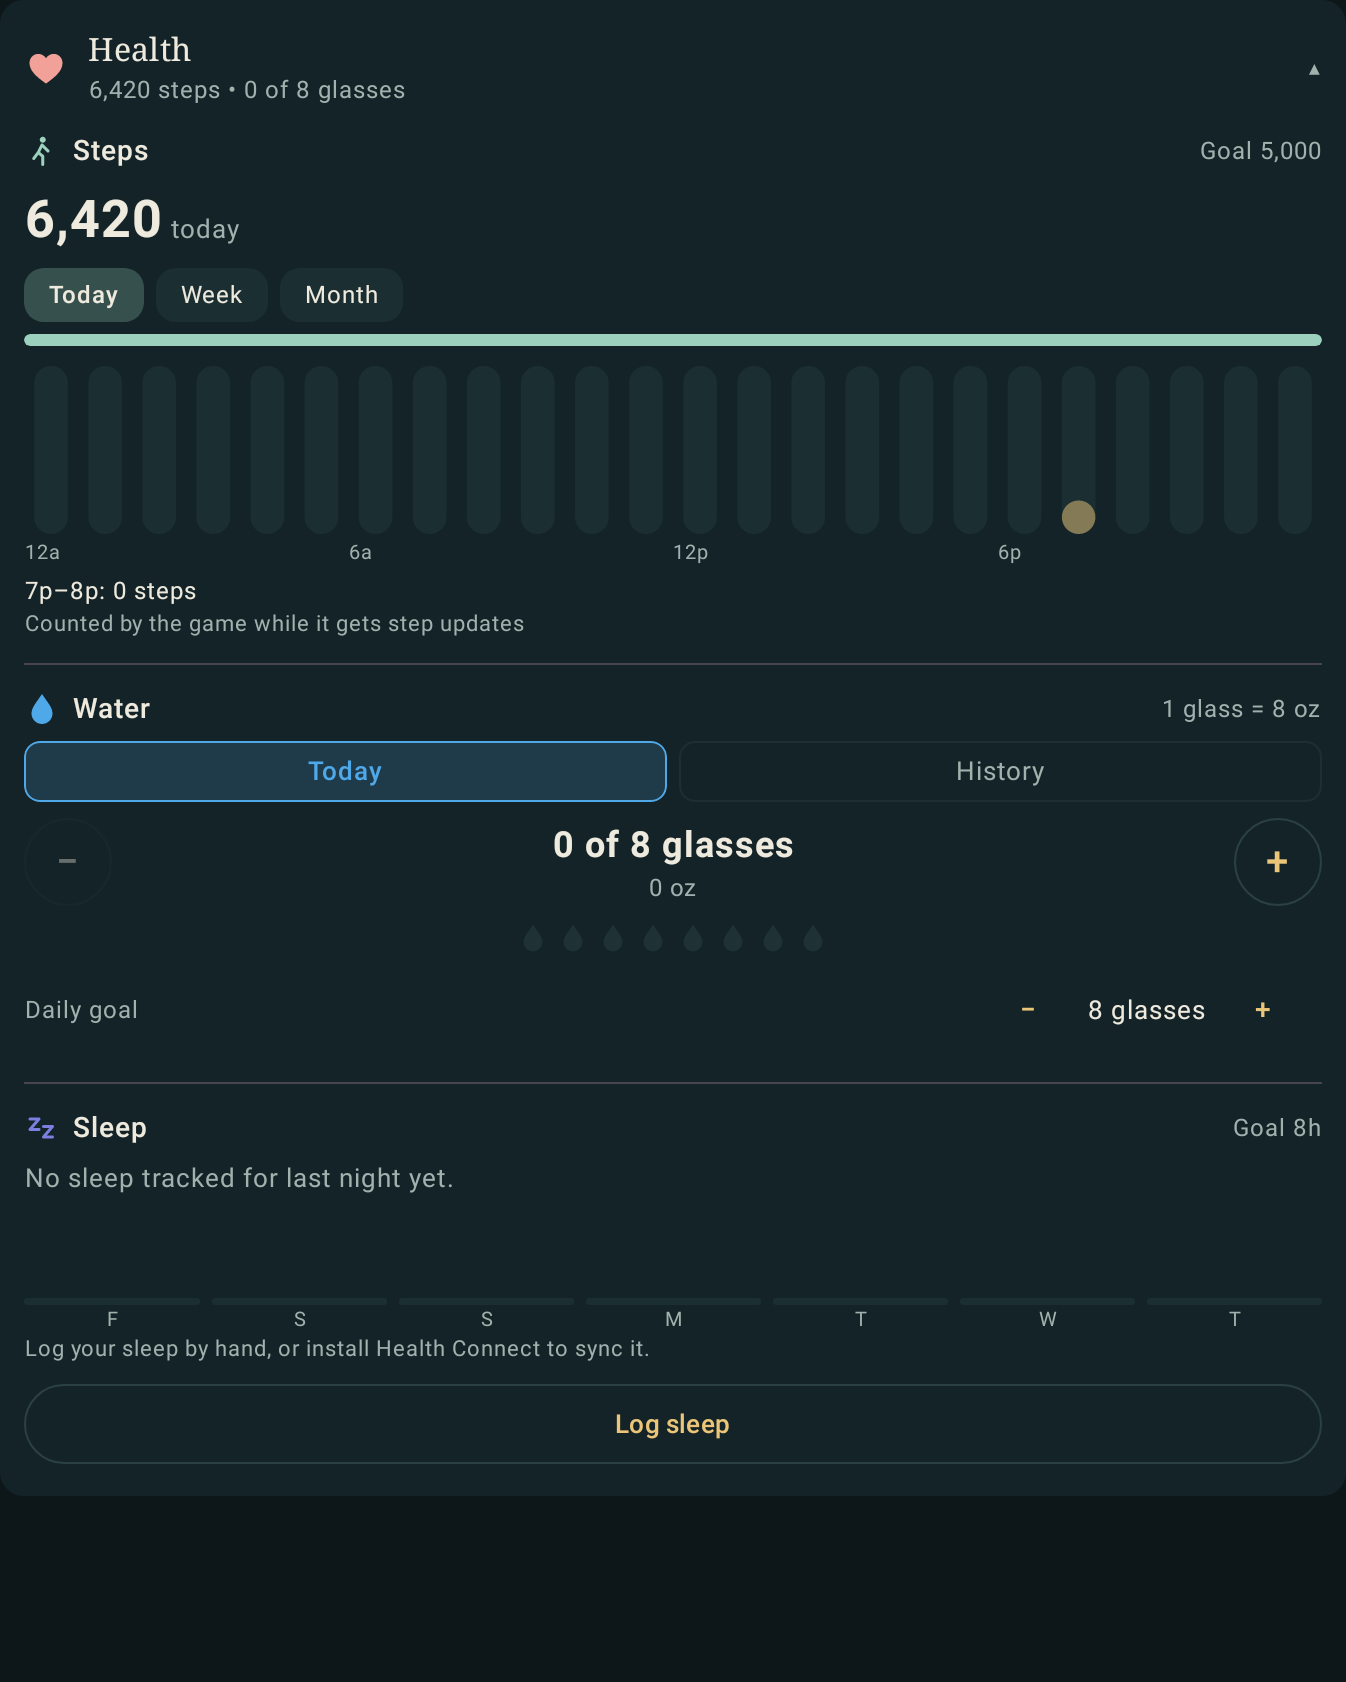 Health
6,420 steps • 0 of 8 glasses
▲
Steps
Goal 5,000
6,420 today
Today Week Month
12a 6a 12p 6p
7p–8p: 0 steps
Counted by the game while it gets step updates
Water
1 glass = 8 oz
Today History
− 0 of 8 glasses +
0 oz
Daily goal − 8 glasses +
zz Sleep
Goal 8h
No sleep tracked for last night yet.
F S S M T W T
Log your sleep by hand, or install Health Connect to sync it.
Log sleep